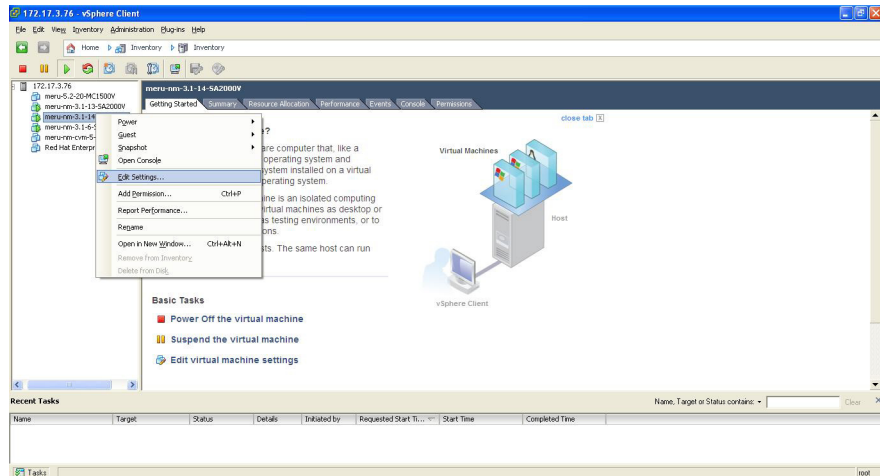 172.17.3.76 - vSphere Client
File Edit View Inventory Administration Plug-ins Help
Home Inventory Inventory
172.17.3.76
meru-5.2-20-MC1500V
meru-nm-3.1-13-SA2000V
meru-nm-3.1-14
meru-nm-3.1-6-S
meru-nm-cvm-5-
Red Hat Enterpr
meru-nm-3.1-14-SA2000V
Getting Started Summary Resource Allocation Performance Events Console Permissions
close tab X
Power
Guest
Snapshot
Open Console
Edit Settings...
Add Permission... Ctrl+P
Report Performance...
Rename
Open in New Window... Ctrl+Alt+N
Remove from Inventory
Delete from Disk
?
are computer that, like a
operating system and
system installed on a virtual
perating system.
ine is an isolated computing
irtual machines as desktop or
s testing environments, or to
ons.
sts. The same host can run
Virtual Machines
Host
vSphere Client
Basic Tasks
Power Off the virtual machine
Suspend the virtual machine
Edit virtual machine settings
Recent Tasks
Name, Target or Status contains: Clear X
Name Target Status Details Initiated by Requested Start Ti... Start Time Completed Time
Tasks
root